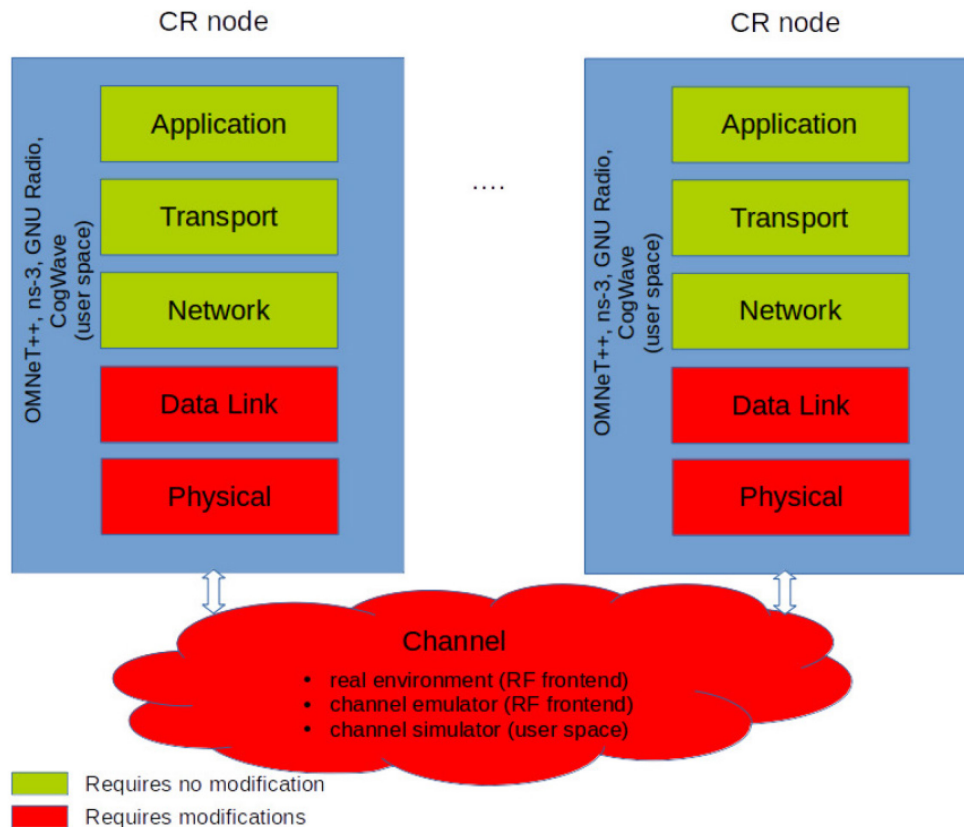 CR node
OMNeT++, ns-3, GNU Radio,
CogWave
(user space)
Application
Transport
Network
Data Link
Physical
....
CR node
OMNeT++, ns-3, GNU Radio,
CogWave
(user space)
Application
Transport
Network
Data Link
Physical
Channel
• real environment (RF frontend)
• channel emulator (RF frontend)
• channel simulator (user space)
Requires no modification
Requires modifications